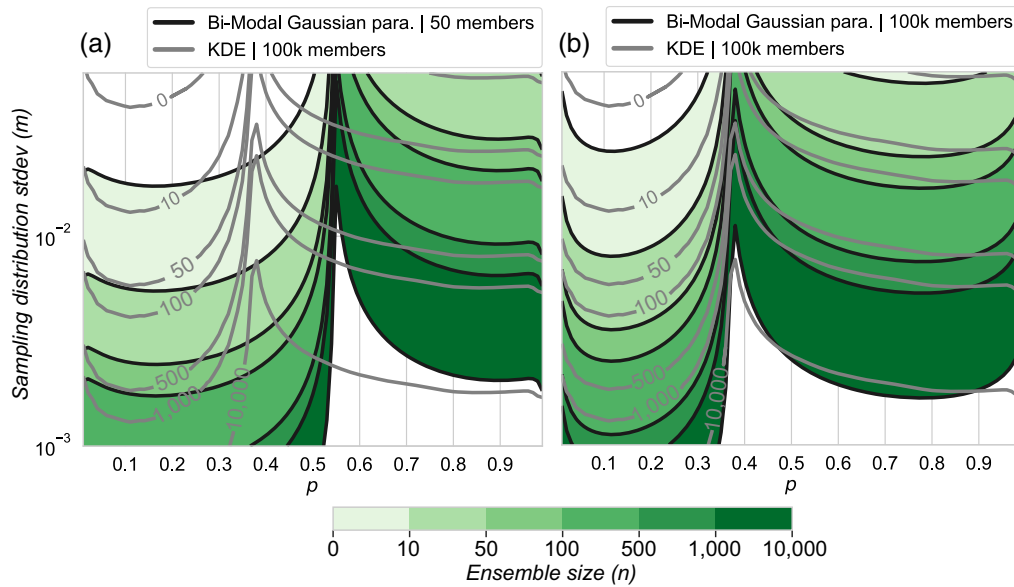 (a)
Bi-Modal Gaussian para. | 50 members
KDE | 100k members
(b)
Bi-Modal Gaussian para. | 100k members
KDE | 100k members
Sampling distribution stdev (m)
10−2
10−3
0
10
50
100
500
1,000
10,000
0
10
50
100
500
1,000
10,000
0.1 0.2 0.3 0.4 0.5 0.6 0.7 0.8 0.9
p
0.1 0.2 0.3 0.4 0.5 0.6 0.7 0.8 0.9
p
0 10 50 100 500 1,000 10,000
Ensemble size (n)